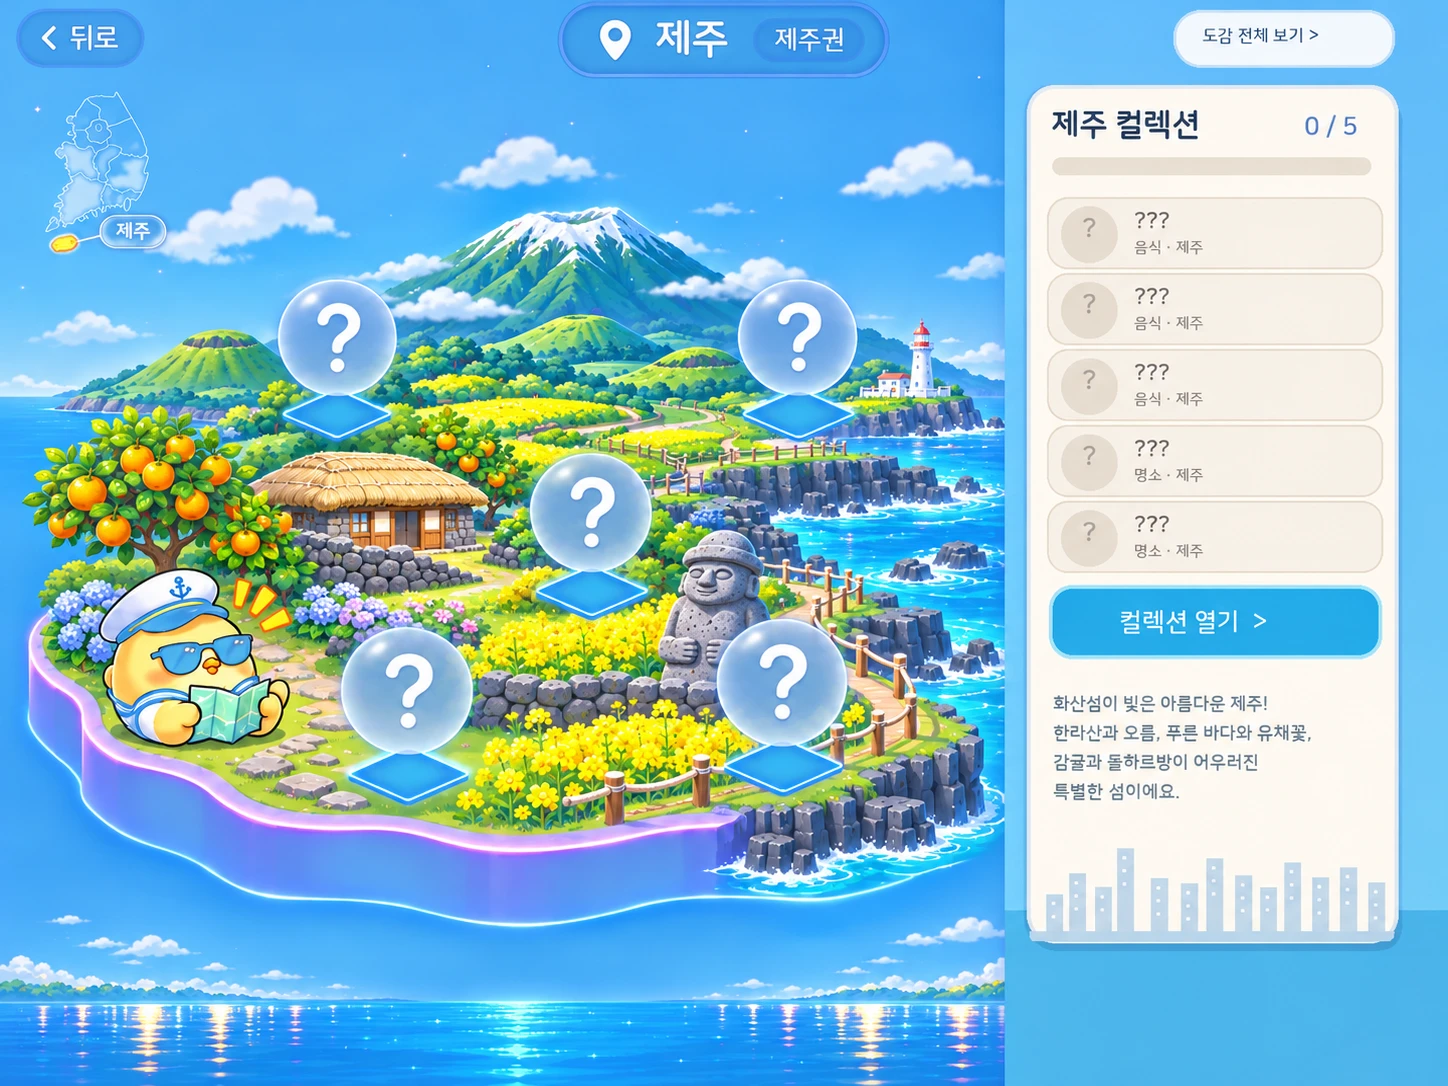 뒤로
제주 제주권
제주
?
?
?
?
?
도감 전체 보기 >
제주 컬렉션 0 / 5
? ???
음식 · 제주
? ???
음식 · 제주
? ???
음식 · 제주
? ???
명소 · 제주
? ???
명소 · 제주
컬렉션 열기 >
화산섬이 빚은 아름다운 제주!
한라산과 오름, 푸른 바다와 유채꽃,
감귤과 돌하르방이 어우러진
특별한 섬이에요.